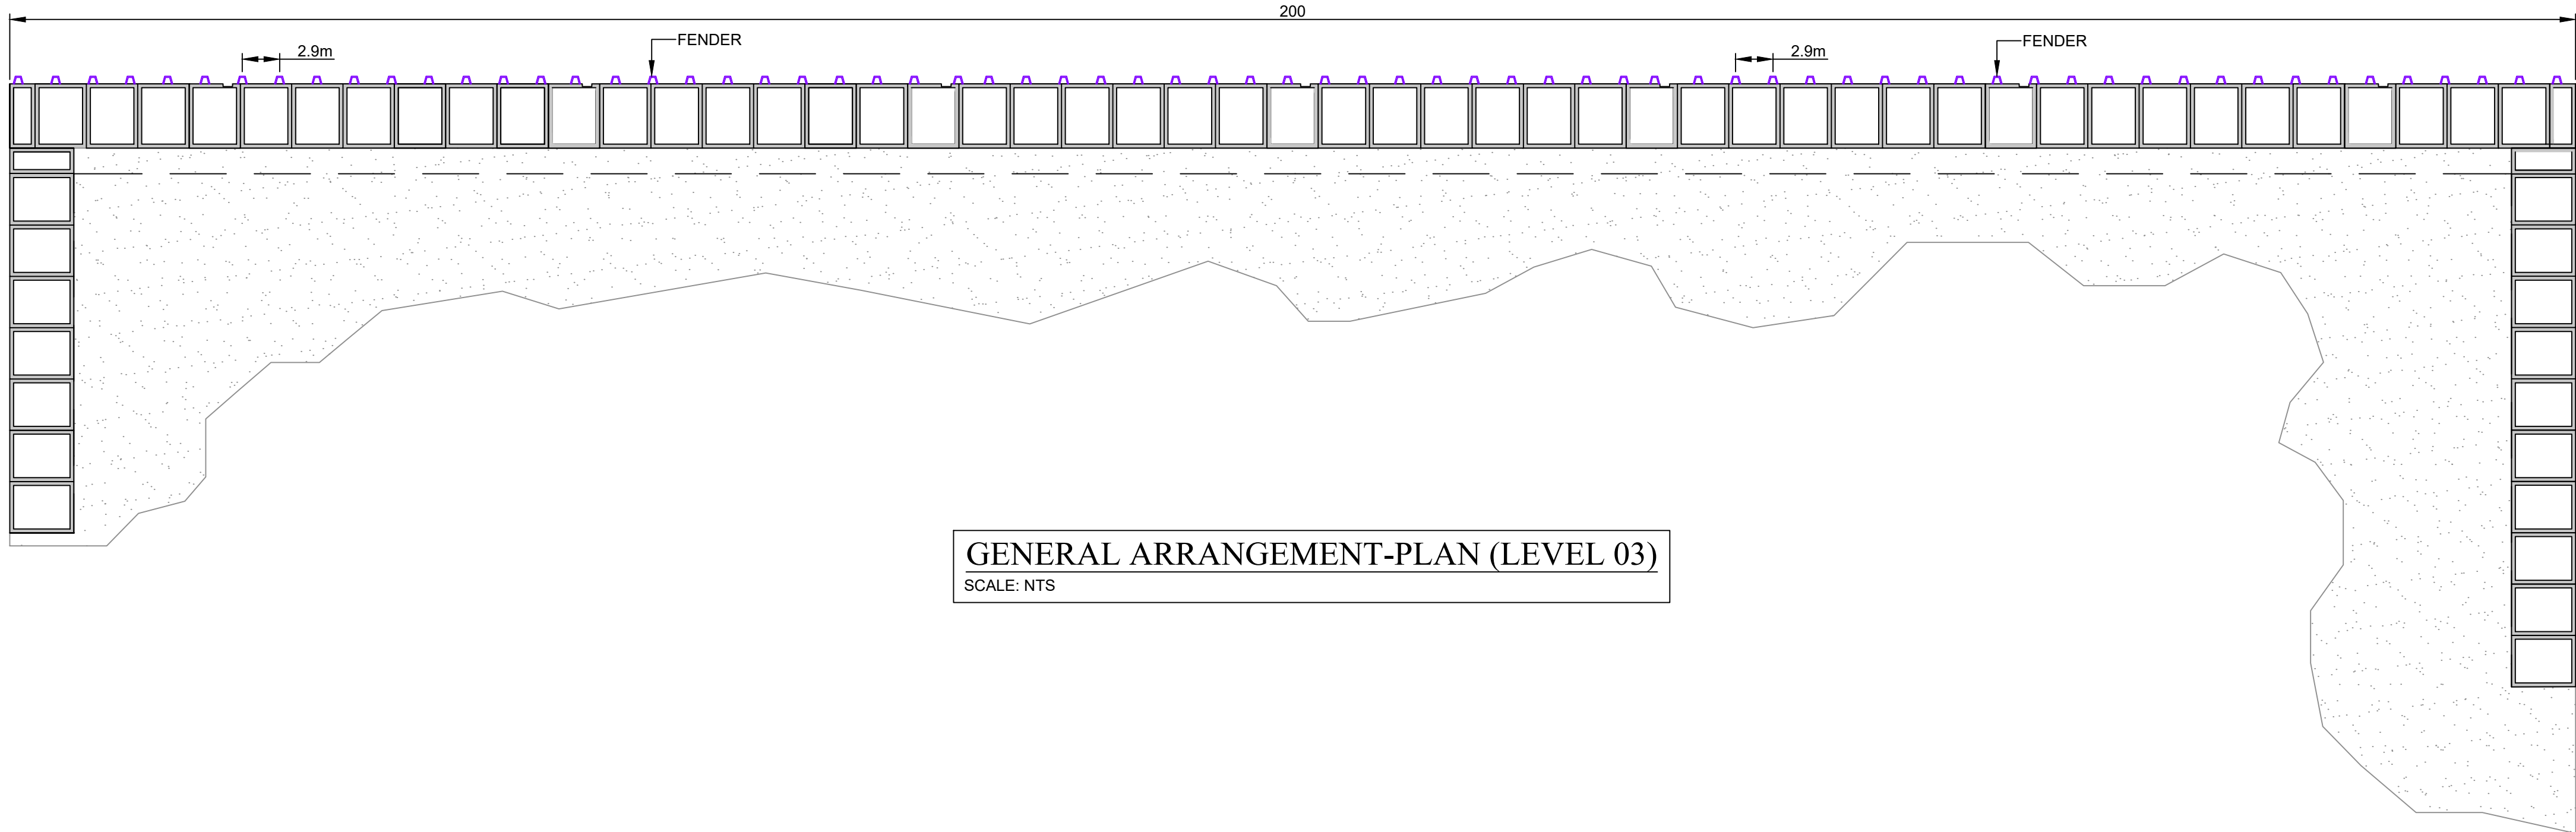 200
2.9m
FENDER
2.9m
FENDER
GENERAL ARRANGEMENT-PLAN (LEVEL 03)
SCALE: NTS